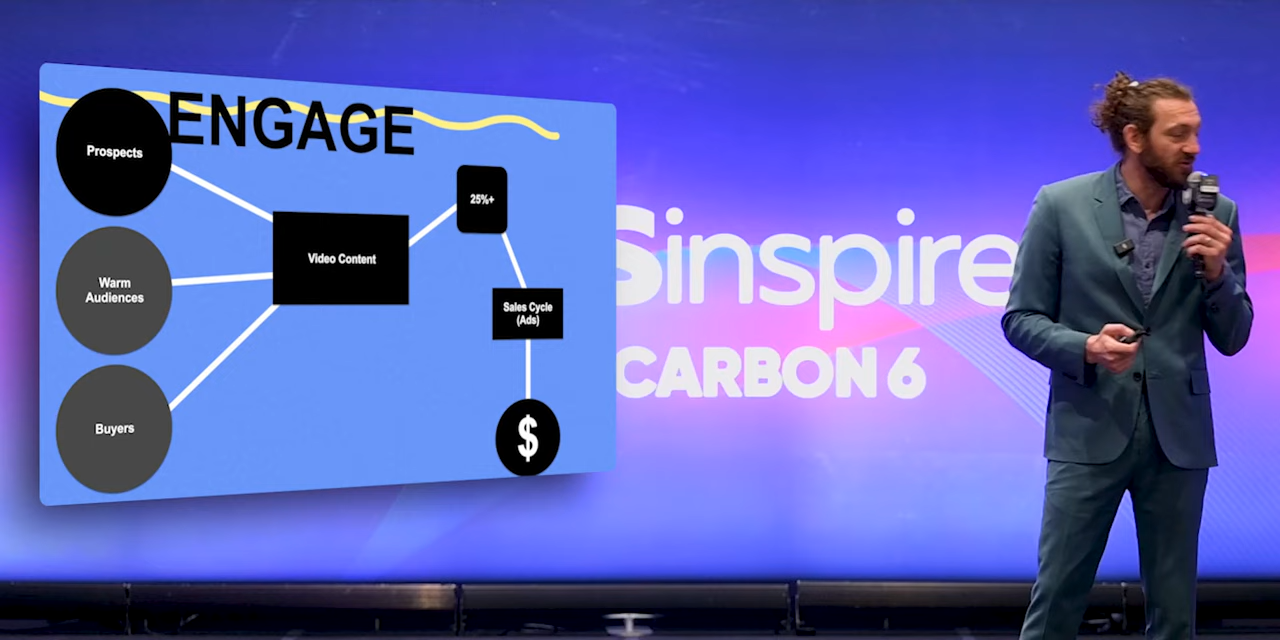 ENGAGE
Prospects
Warm
Audiences
Buyers
Video Content
25%+
Sales Cycle
(Ads)
$
Sinspire
CARBON 6